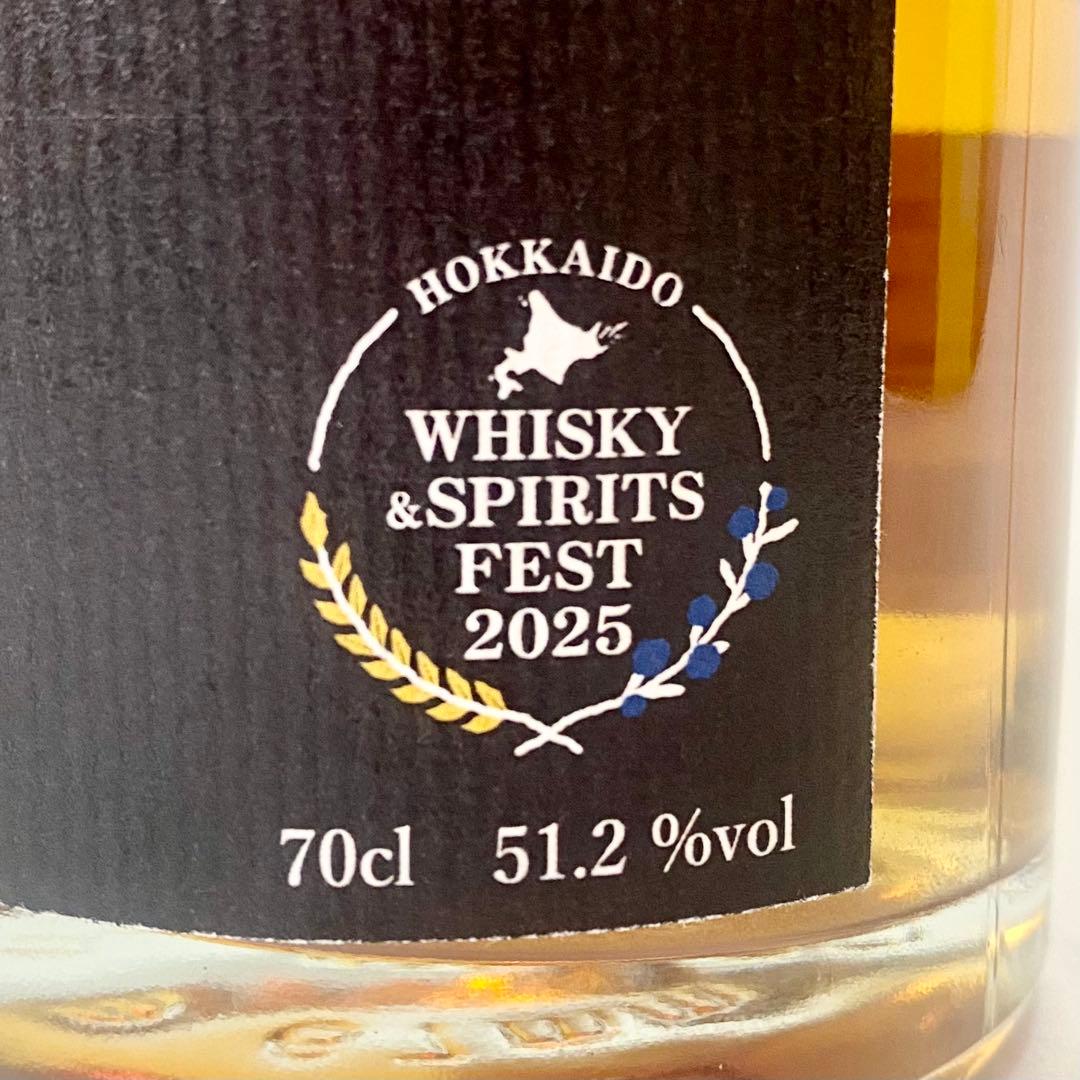 HOKKAIDO
WHISKY
&SPIRITS
FEST
2025
70cl 51.2 %vol